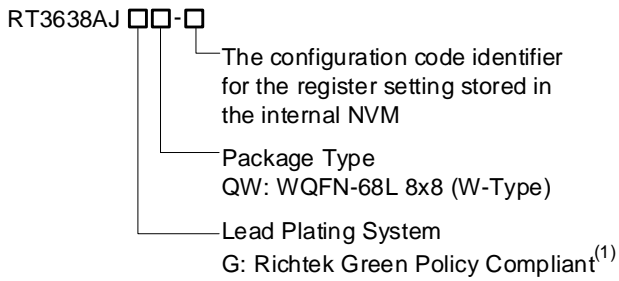 RT3638AJ □□-□
The configuration code identifier
for the register setting stored in
the internal NVM
Package Type
QW: WQFN-68L 8x8 (W-Type)
Lead Plating System
G: Richtek Green Policy Compliant(1)